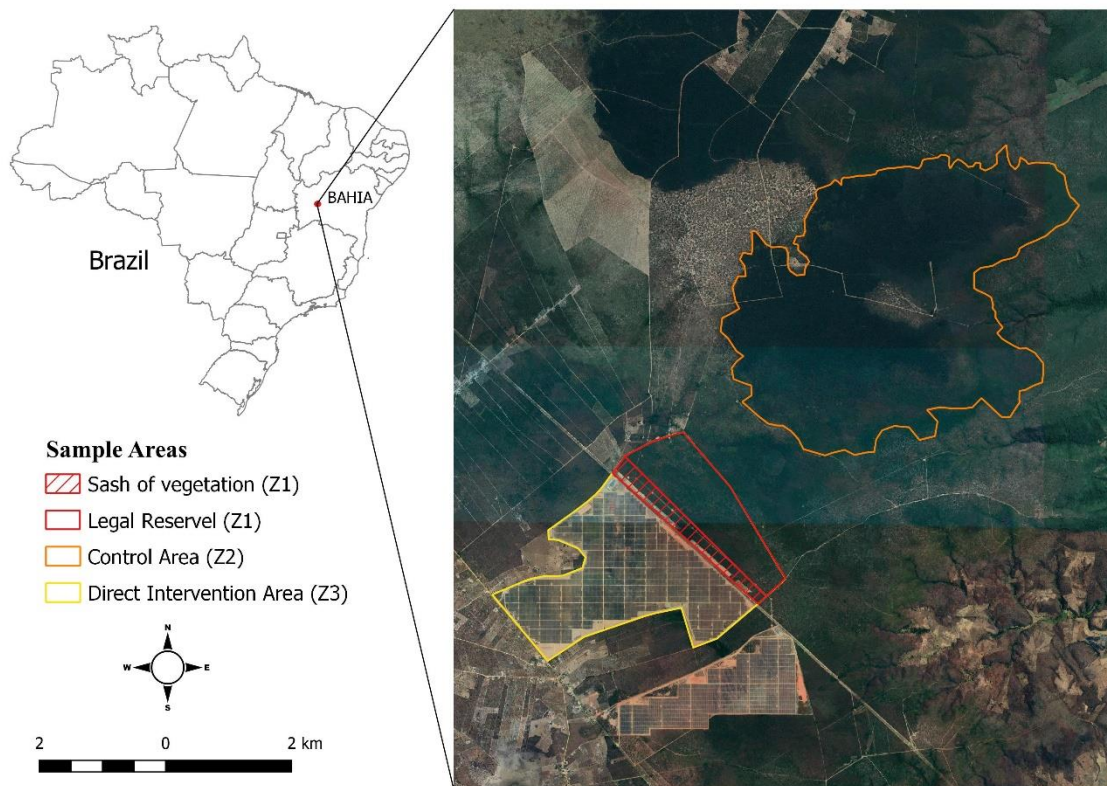 BAHIA
Brazil
Sample Areas
Sash of vegetation (Z1)
Legal Reservel (Z1)
Control Area (Z2)
Direct Intervention Area (Z3)
N
W E
S
2 0 2 km